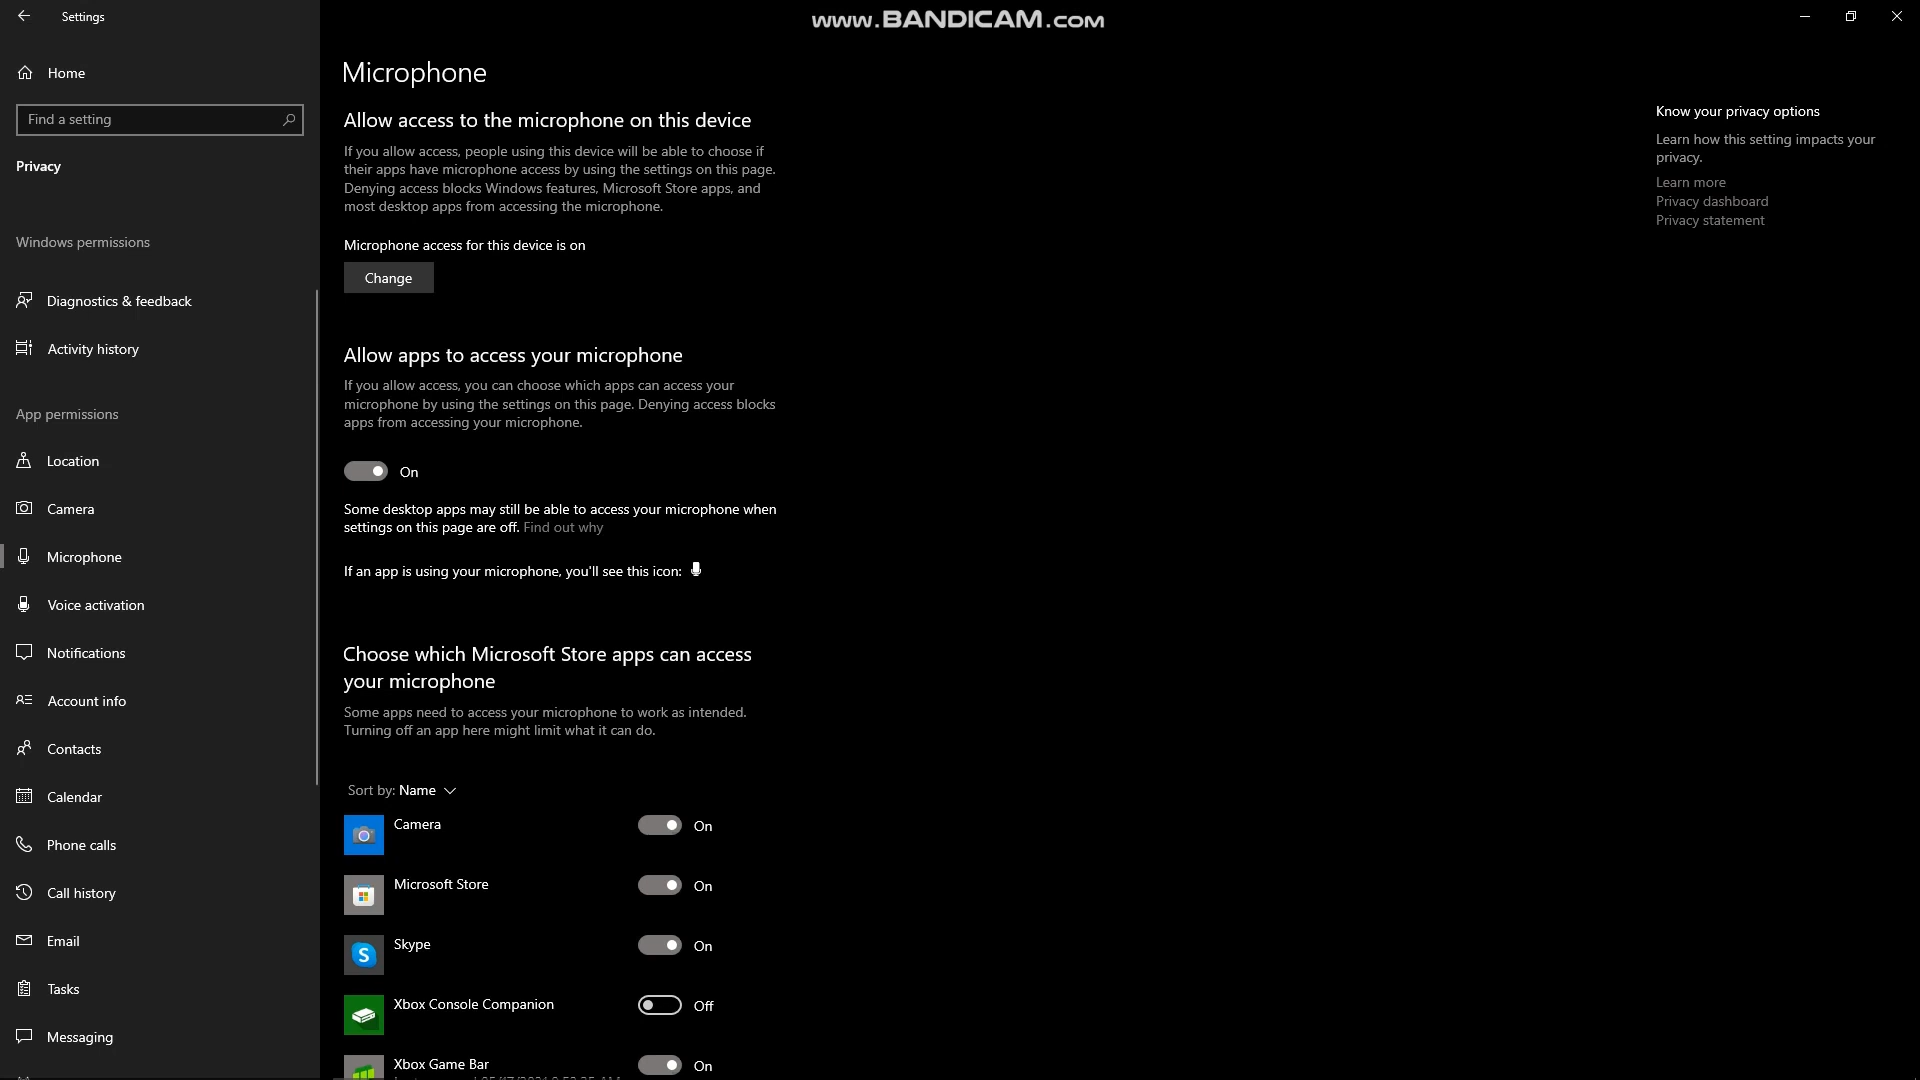 Settings
www.BANDICAM.com
Home
Find a setting
Privacy
Windows permissions
Diagnostics & feedback
Activity history
App permissions
Location
Camera
Microphone
Voice activation
Notifications
Account info
Contacts
Calendar
Phone calls
Call history
Email
Tasks
Messaging
Microphone
Allow access to the microphone on this device
If you allow access, people using this device will be able to choose if
their apps have microphone access by using the settings on this page.
Denying access blocks Windows features, Microsoft Store apps, and
most desktop apps from accessing the microphone.
Microphone access for this device is on
Change
Allow apps to access your microphone
If you allow access, you can choose which apps can access your
microphone by using the settings on this page. Denying access blocks
apps from accessing your microphone.
On
Some desktop apps may still be able to access your microphone when
settings on this page are off. Find out why
If an app is using your microphone, you'll see this icon:
Choose which Microsoft Store apps can access
your microphone
Some apps need to access your microphone to work as intended.
Turning off an app here might limit what it can do.
Sort by: Name
Camera On
Microsoft Store On
S
Skype On
Xbox Console Companion Off
Xbox Game Bar On
Know your privacy options
Learn how this setting impacts your
privacy.
Learn more
Privacy dashboard
Privacy statement